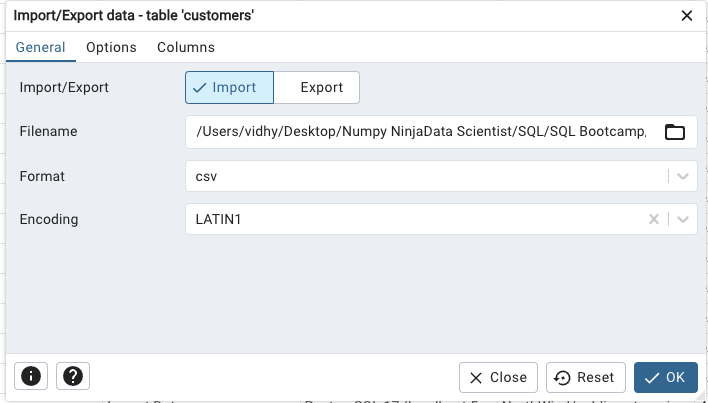 Import/Export data - table 'customers'
General Options Columns
Import/Export Import Export
Filename /Users/vidhy/Desktop/Numpy NinjaData Scientist/SQL/SQL Bootcamp,
Format csv
Encoding LATIN1
Close Reset OK